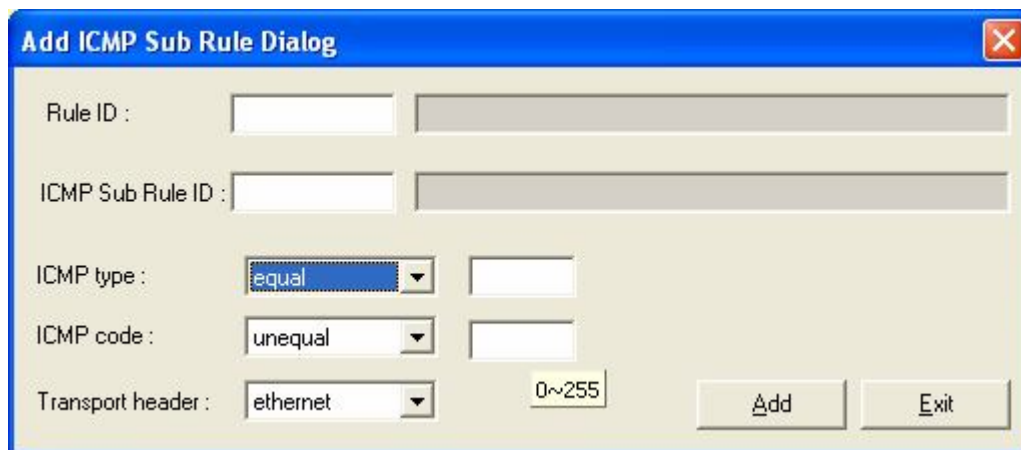 Add ICMP Sub Rule Dialog
Rule ID :
ICMP Sub Rule ID :
ICMP type : equal
ICMP code : unequal
Transport header : ethernet
0~255
Add Exit